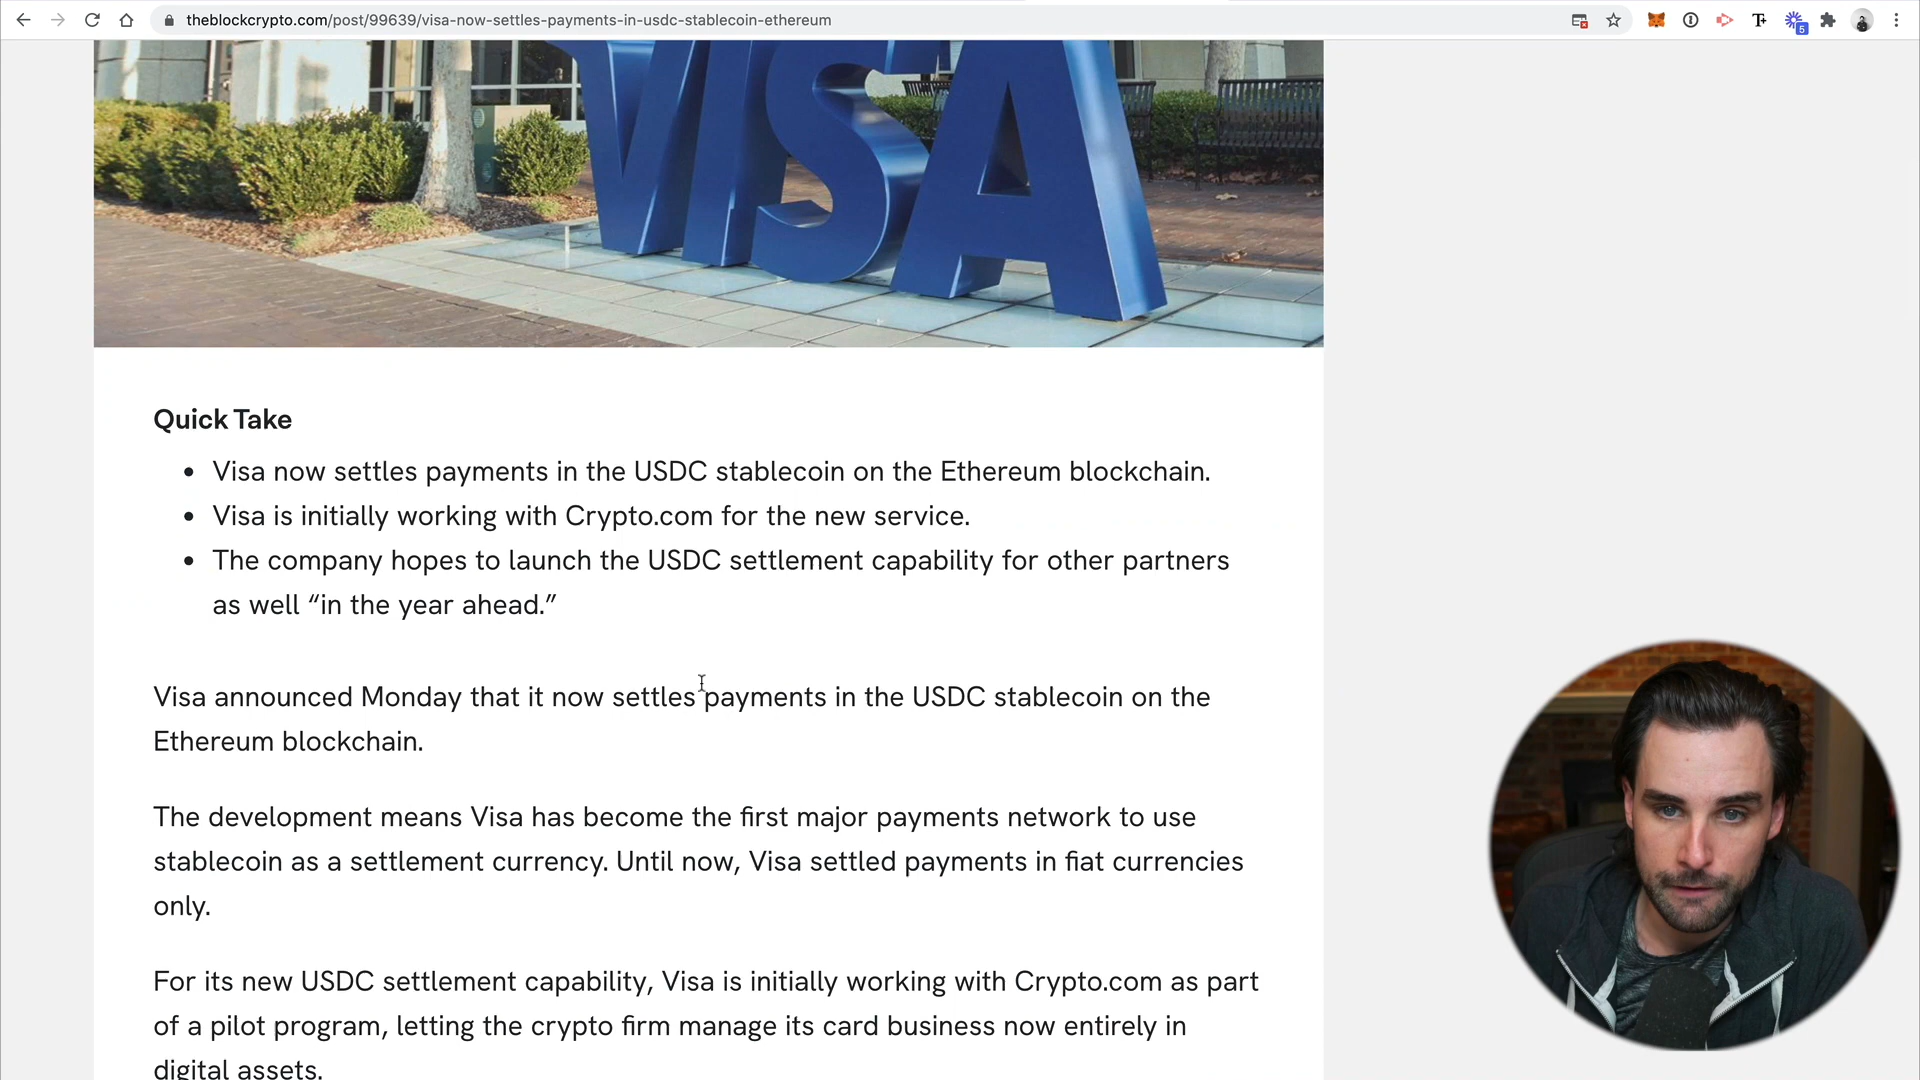 theblockcrypto.com/post/99639/visa-now-settles-payments-in-usdc-stablecoin-ethereum
5
VISA
Quick Take
• Visa now settles payments in the USDC stablecoin on the Ethereum blockchain.
• Visa is initially working with Crypto.com for the new service.
• The company hopes to launch the USDC settlement capability for other partners
as well “in the year ahead.”
Visa announced Monday that it now settles payments in the USDC stablecoin on the
Ethereum blockchain.
The development means Visa has become the first major payments network to use
stablecoin as a settlement currency. Until now, Visa settled payments in fiat currencies
only.
For its new USDC settlement capability, Visa is initially working with Crypto.com as part
of a pilot program, letting the crypto firm manage its card business now entirely in
digital assets.